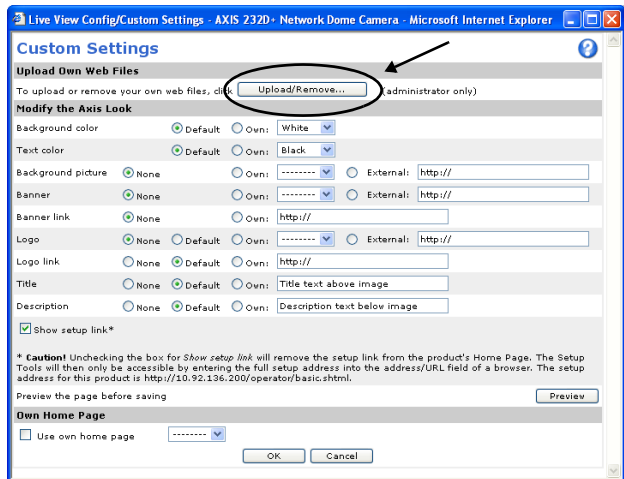 Live View Config/Custom Settings - AXIS 232D+ Network Dome Camera - Microsoft Internet Explorer
Custom Settings
?
Upload Own Web Files
To upload or remove your own web files, click Upload/Remove... (administrator only)
Modify the Axis Look
Background color Default Own: White
Text color Default Own: Black
Background picture None Own: -------- External: http://
Banner None Own: -------- External: http://
Banner link None Own: http://
Logo None Default Own: -------- External: http://
Logo link None Default Own: http://
Title None Default Own: Title text above image
Description None Default Own: Description text below image
Show setup link*
* Caution! Unchecking the box for Show setup link will remove the setup link from the product's Home Page. The Setup
Tools will then only be accessible by entering the full setup address into the address/URL field of a browser. The setup
address for this product is http://10.92.136.200/operator/basic.shtml.
Preview the page before saving Preview
Own Home Page
Use own home page --------
OK Cancel